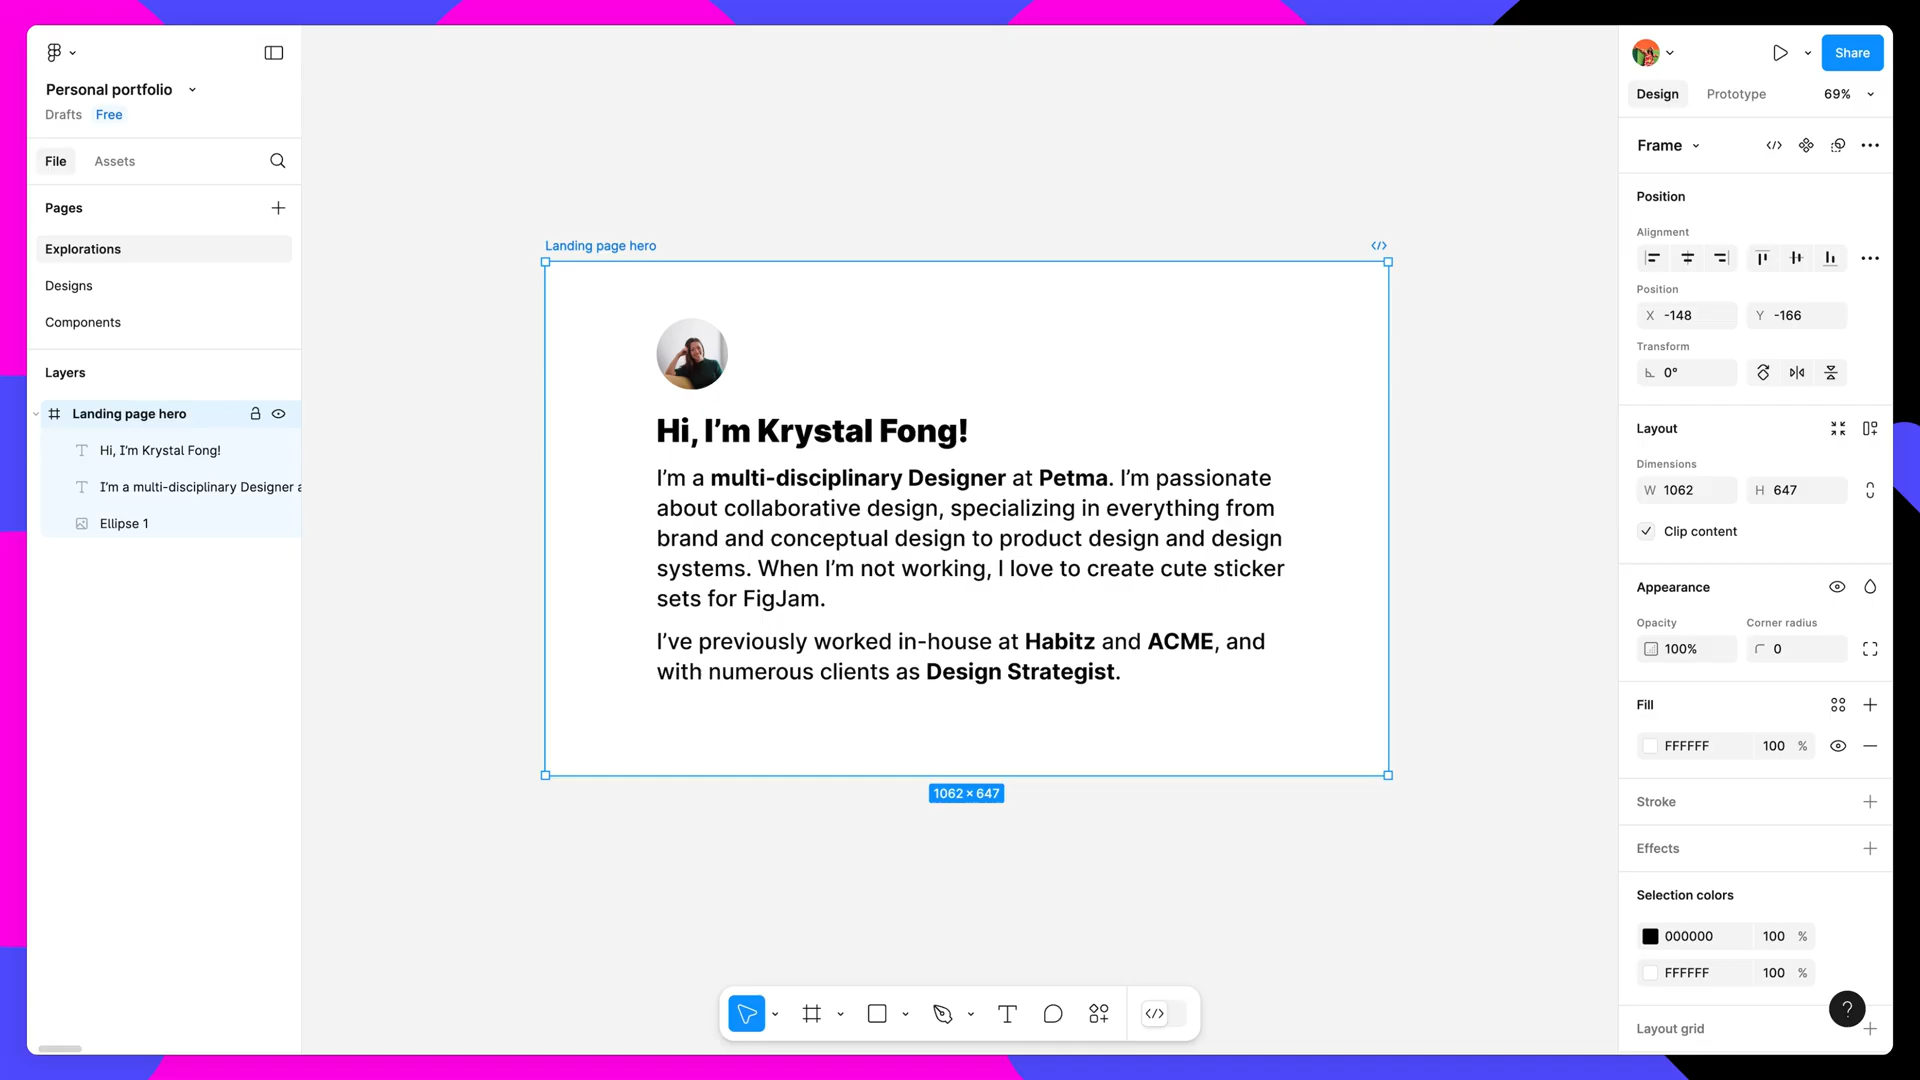 Personal portfolio
Drafts Free
File Assets
Pages
Explorations
Designs
Components
Layers
Landing page hero
Hi, I’m Krystal Fong!
I’m a multi-disciplinary Designer a
Ellipse 1
Landing page hero
Hi, I’m Krystal Fong!
I’m a multi-disciplinary Designer at Petma. I’m passionate
about collaborative design, specializing in everything from
brand and conceptual design to product design and design
systems. When I’m not working, I love to create cute sticker
sets for FigJam.
I’ve previously worked in-house at Habitz and ACME, and
with numerous clients as Design Strategist.
1062 × 647
Share
Design Prototype 69%
Frame
Position
Alignment
Position
X -148 Y -166
Transform
0°
Layout
Dimensions
W 1062 H 647
Clip content
Appearance
Opacity Corner radius
100% 0
Fill
FFFFFF 100 %
Stroke
Effects
Selection colors
000000 100 %
FFFFFF 100 %
Layout grid
?